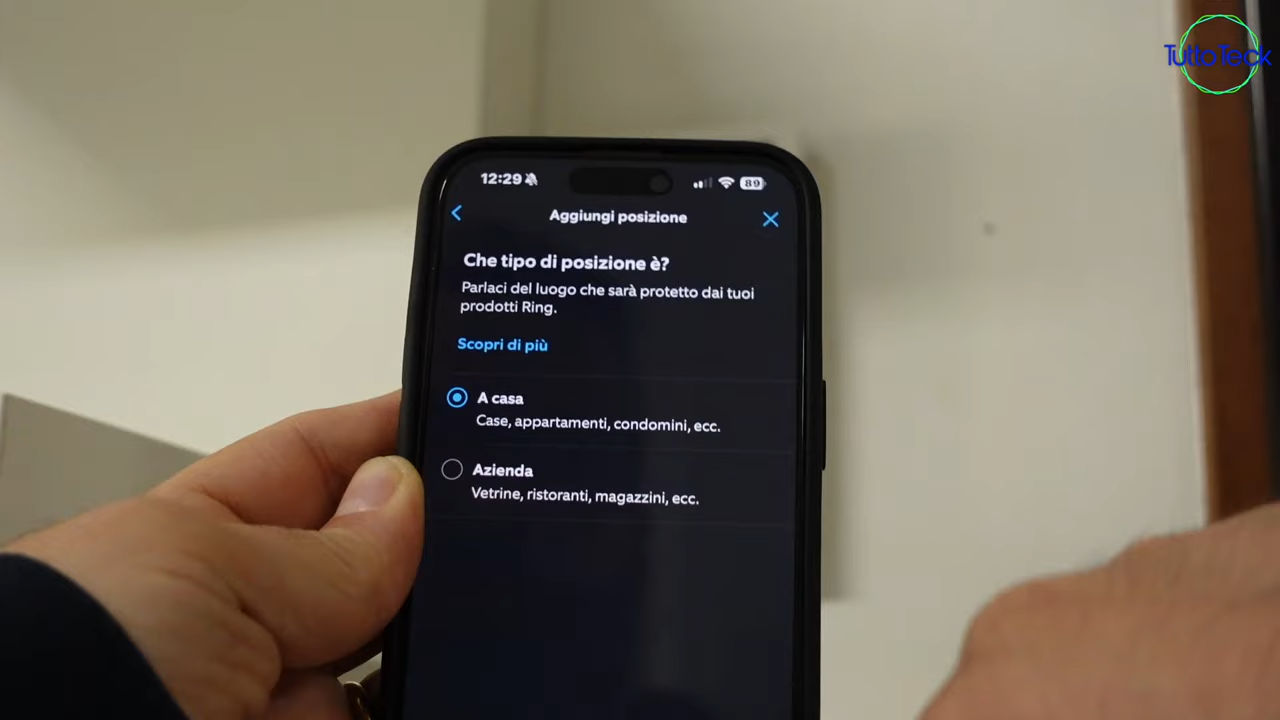 TuttoTeck
12:29
89
Aggiungi posizione
Che tipo di posizione è?
Parlaci del luogo che sarà protetto dai tuoi
prodotti Ring.
Scopri di più
A casa
Case, appartamenti, condomini, ecc.
Azienda
Vetrine, ristoranti, magazzini, ecc.